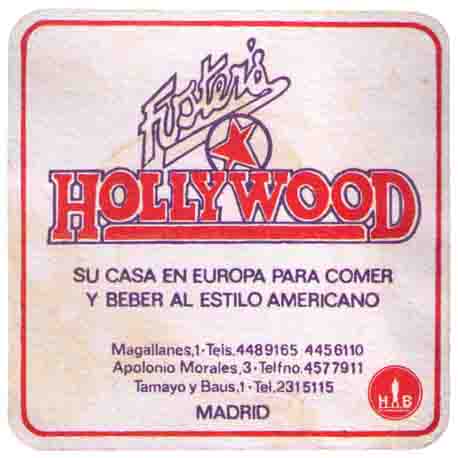 Foster's
HOLLYWOOD
SU CASA EN EUROPA PARA COMER
Y BEBER AL ESTILO AMERICANO
Magallanes,1-Tels.4489165 4456110
Apolonio Morales,3-Telfno.4577911
Tamayo y Baus,1-Tel.2315115
MADRID
H B